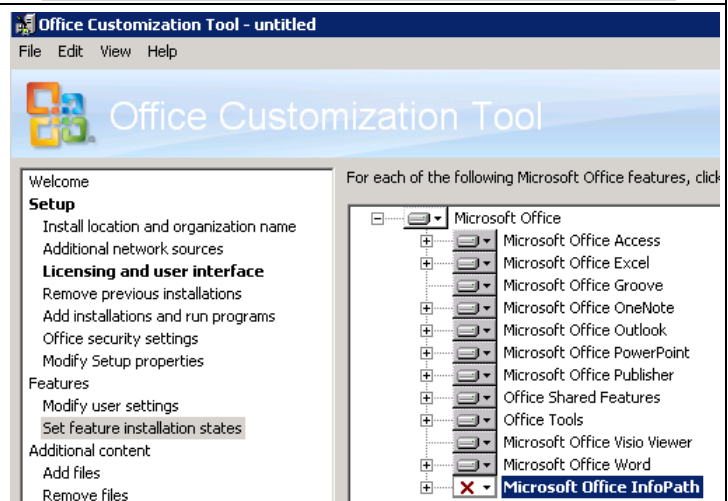 Office Customization Tool - untitled
File Edit View Help
Office Custom
ization Tool
Welcome
Setup
Install location and organization name
Additional network sources
Licensing and user interface
Remove previous installations
Add installations and run programs
Office security settings
Modify Setup properties
Features
Modify user settings
Set feature installation states
Additional content
Add files
Remove files
For each of the following Microsoft Office features, click
Microsoft Office
Microsoft Office Access
Microsoft Office Excel
Microsoft Office Groove
Microsoft Office OneNote
Microsoft Office Outlook
Microsoft Office PowerPoint
Microsoft Office Publisher
Office Shared Features
Office Tools
Microsoft Office Visio Viewer
Microsoft Office Word
Microsoft Office InfoPath